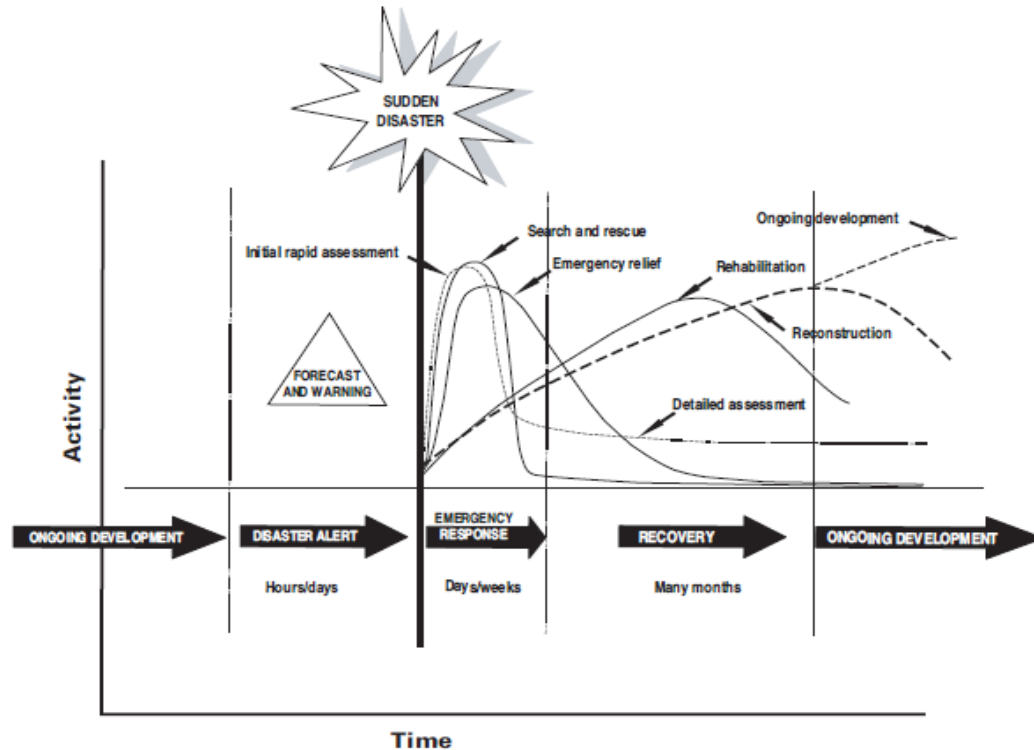 SUDDEN
DISASTER
Ongoing development
Search and rescue
Initial rapid assessment
Emergency relief
Rehabilitation
Reconstruction
FORECAST
AND WARNING
Detailed assessment
Activity
ONGOING DEVELOPMENT
DISASTER ALERT
EMERGENCY
RESPONSE
RECOVERY
ONGOING DEVELOPMENT
Hours/days
Days/weeks
Many months
Time